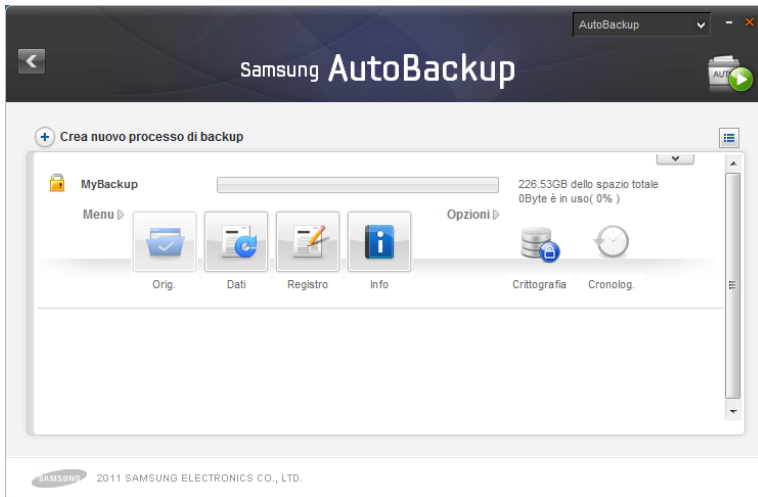 AutoBackup
samsung AutoBackup
AUTO
Crea nuovo processo di backup
MyBackup
226.53GB dello spazio totale
0Byte è in uso( 0% )
Menu
Opzioni
Orig.
Dati
Registro
Info
Crittografia
Cronolog.
SAMSUNG
2011 SAMSUNG ELECTRONICS CO., LTD.